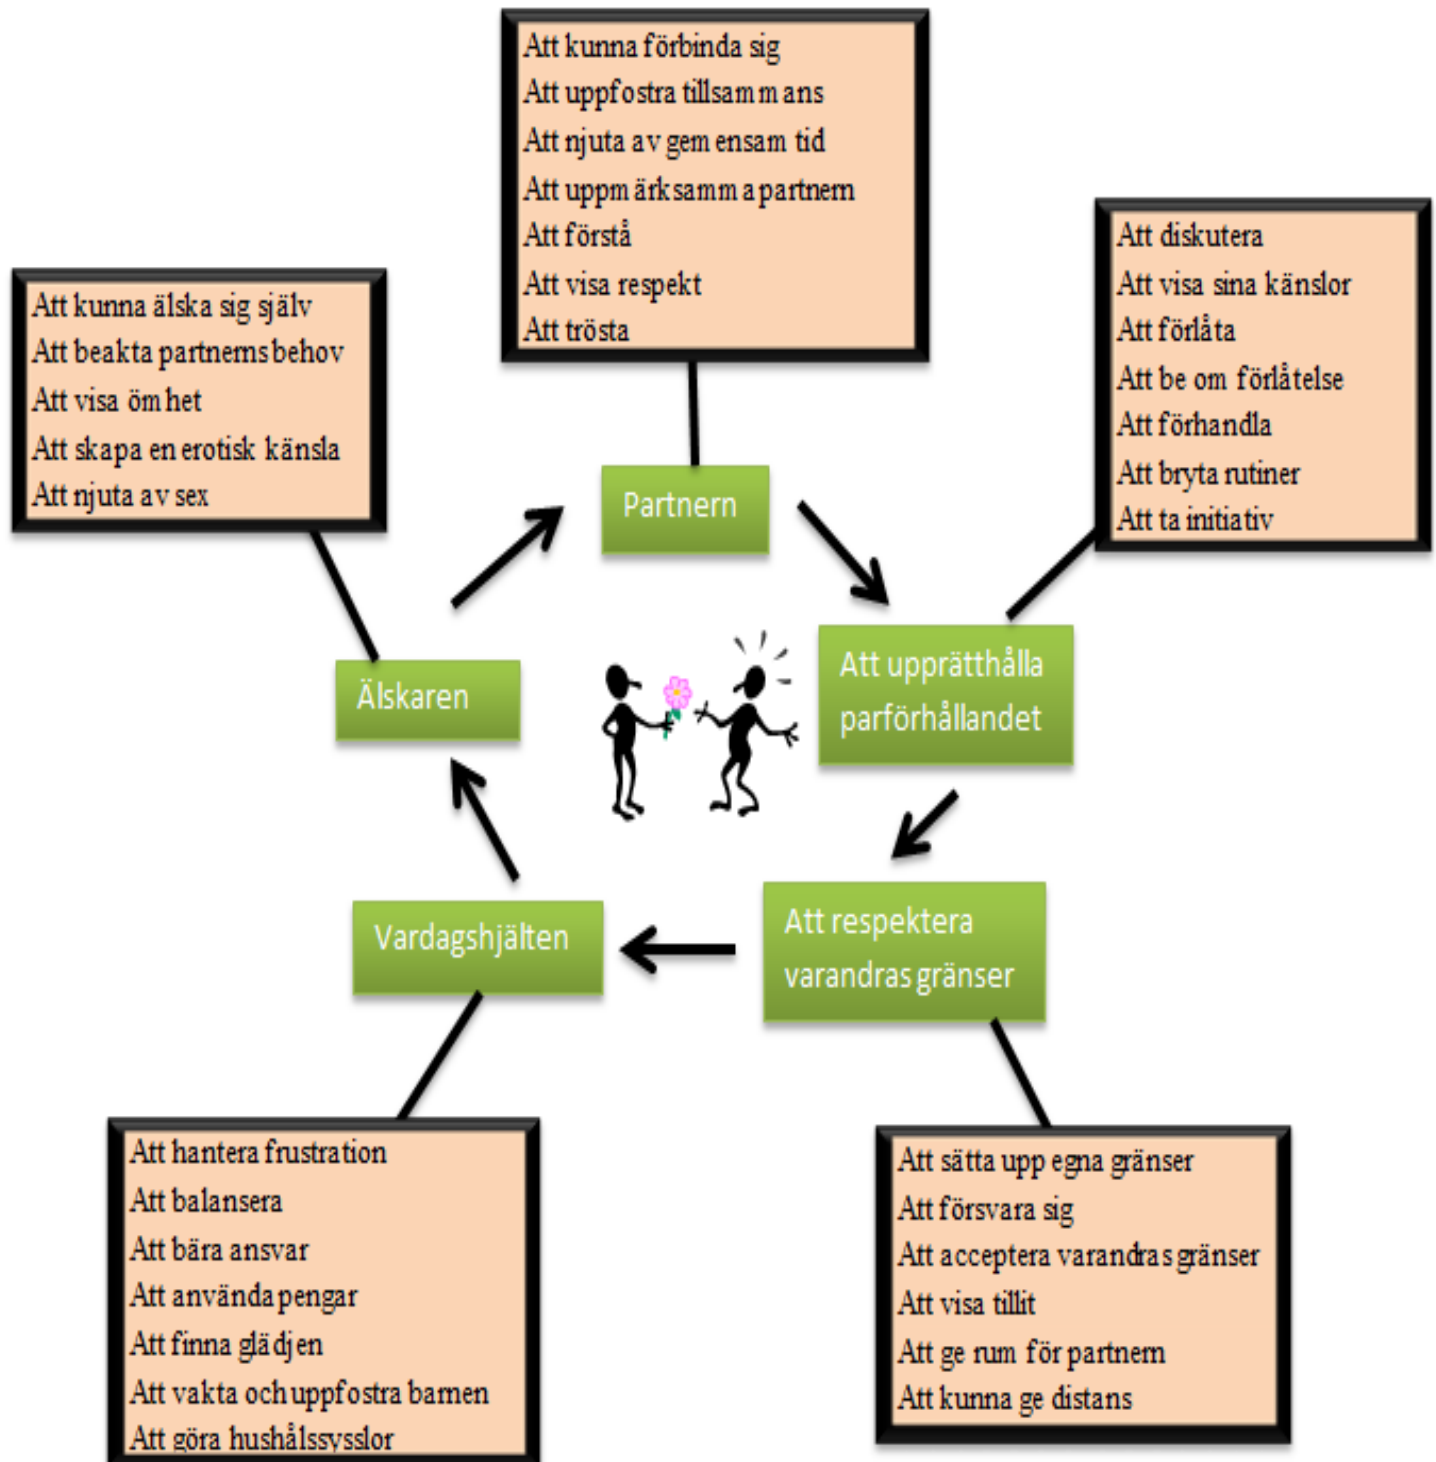 Att kunna förbinda sig
Att uppfostra tillsammans
Att njuta av gemensam tid
Att uppmärksamma partnern
Att förstå
Att visa respekt
Att trösta
Att diskutera
Att visa sina känslor
Att förlåta
Att be om förlåtelse
Att förhandla
Att bryta rutiner
Att ta initiativ
Att kunna älska sig själv
Att beakta partnerns behov
Att visa ömhet
Att skapa en erotisk känsla
Att njuta av sex
Partnern
Att upprätthålla
parförhållandet
Älskaren
Att respektera
varandras gränser
Vardagshjälten
Att hantera frustration
Att balansera
Att bära ansvar
Att använda pengar
Att finna glädjen
Att vakta och uppfostra barnen
Att göra hushålssysslor
Att sätta upp egna gränser
Att försvara sig
Att acceptera varandras gränser
Att visa tillit
Att ge rum för partnern
Att kunna ge distans